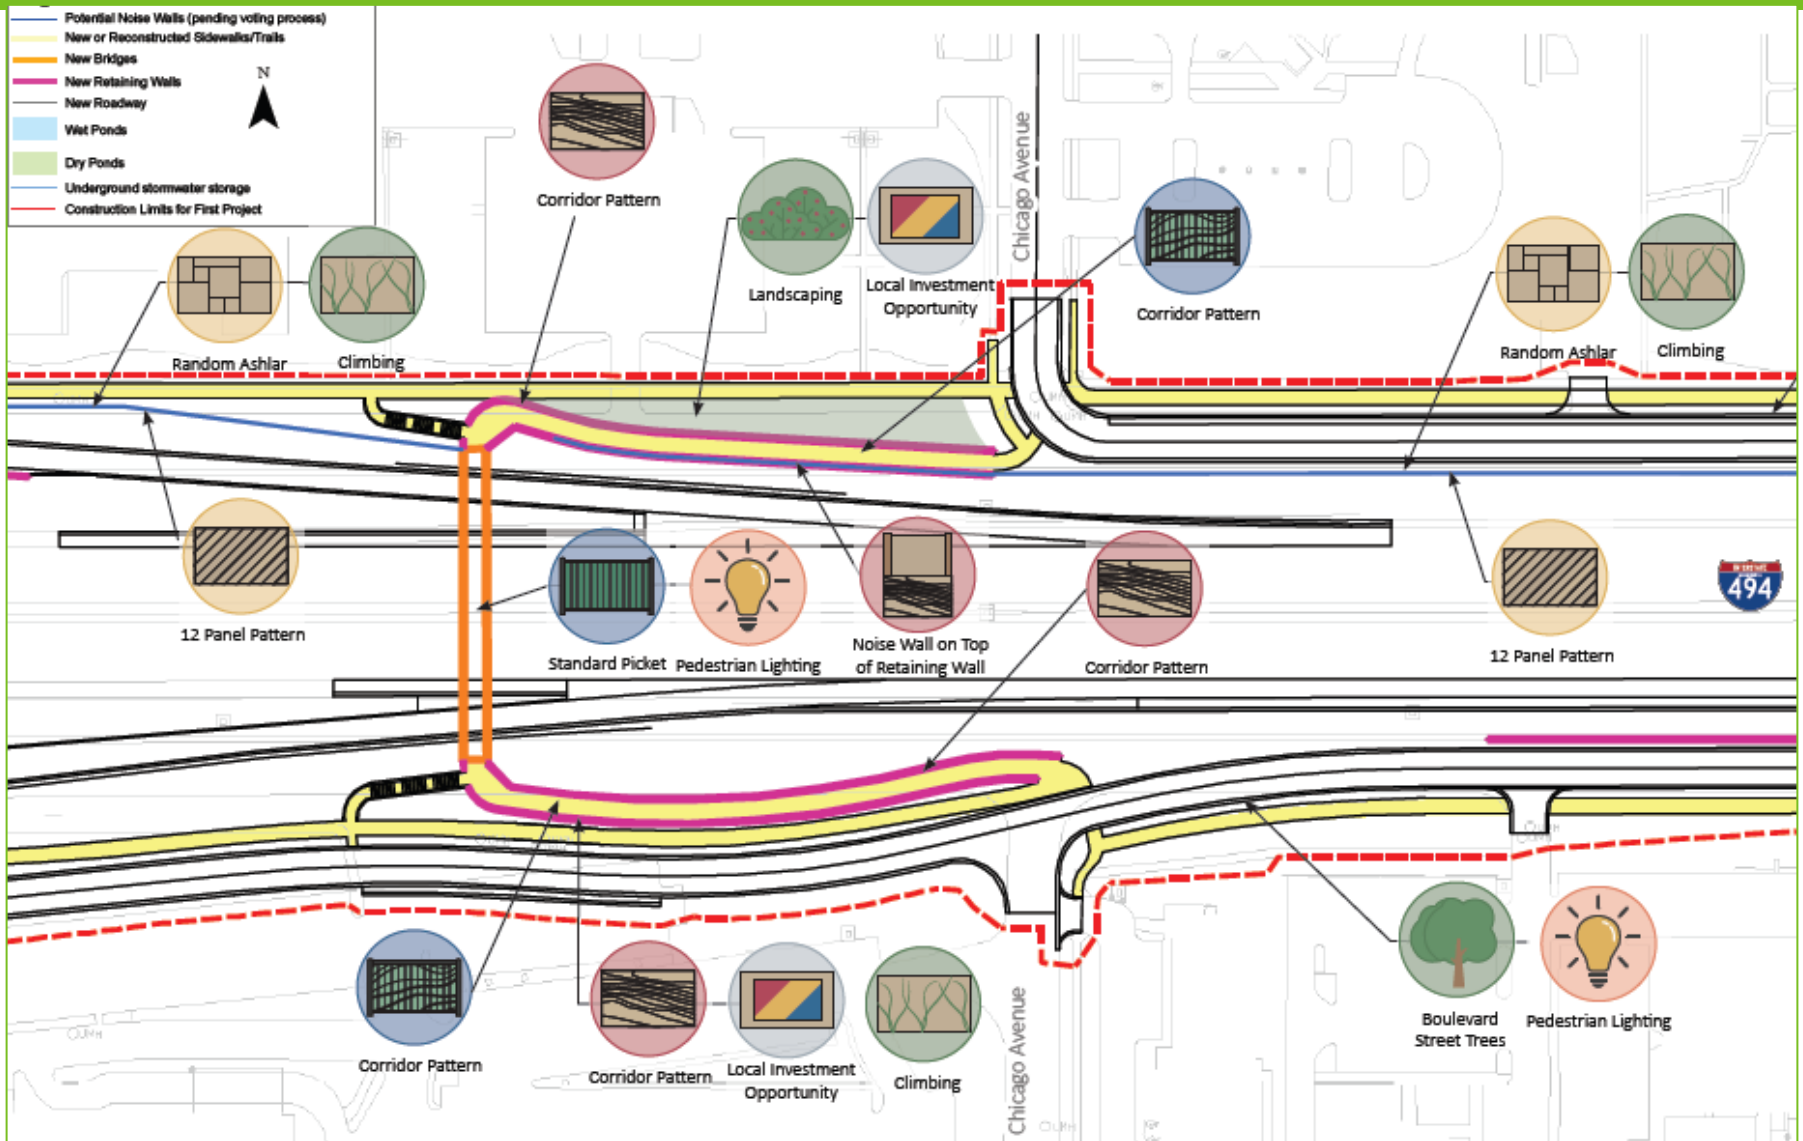 Potential Noise Walls (pending voting process)
New or Reconstructed Sidewalks/Trails
New Bridges
New Retaining Walls
New Roadway
Wet Ponds
Dry Ponds
Underground stormwater storage
Construction Limits for First Project
N
Corridor Pattern
Landscaping
Local Investment
Opportunity
Chicago Avenue
Corridor Pattern
Random Ashlar
Climbing
Random Ashlar
Climbing
12 Panel Pattern
Standard Picket
Pedestrian Lighting
Noise Wall on Top
of Retaining Wall
Corridor Pattern
12 Panel Pattern
494
Corridor Pattern
Corridor Pattern
Local Investment
Opportunity
Climbing
Chicago Avenue
Boulevard
Street Trees
Pedestrian Lighting